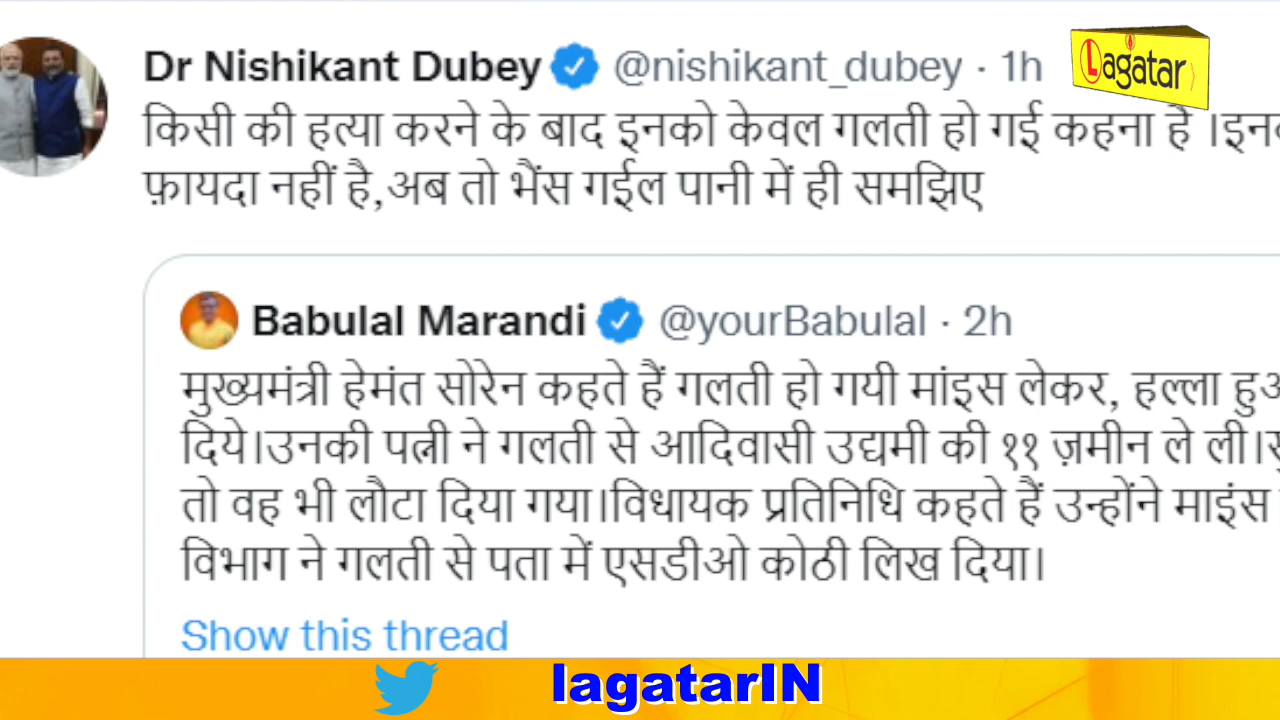 Dr Nishikant Dubey @nishikant_dubey · 1h
Lagatar
किसी की हत्या करने के बाद इनको केवल गलती हो गई कहना है ।
फ़ायदा नहीं है,अब तो भैंस गईल पानी में ही समझिए
Babulal Marandi @yourBabulal · 2h
मुख्यमंत्री हेमंत सोरेन कहते हैं गलती हो गयी मांइस लेकर, हल्ला
दिये।उनकी पत्नी ने गलती से आदिवासी उद्यमी की ११ ज़मीन ले ली।
तो वह भी लौटा दिया गया।विधायक प्रतिनिधि कहते हैं उन्होंने माइंस
विभाग ने गलती से पता में एसडीओ कोठी लिख दिया।
Show this thread
lagatarIN